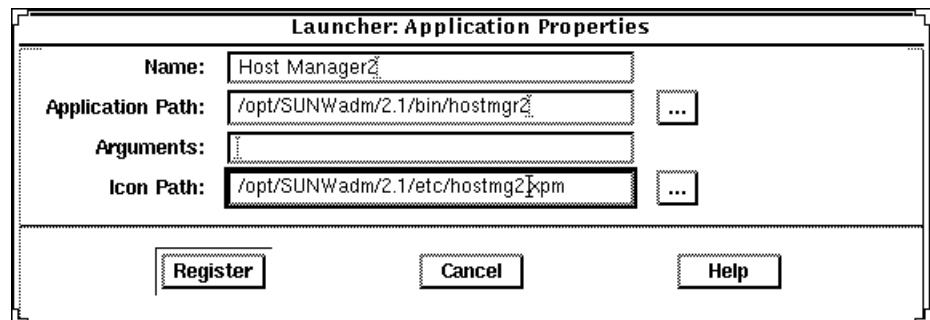 Launcher: Application Properties
Name: Host Manager2
Application Path: /opt/SUNWadm/2.1/bin/hostmgr2 ...
Arguments:
Icon Path: /opt/SUNWadm/2.1/etc/hostmg2.xpm ...
Register Cancel Help